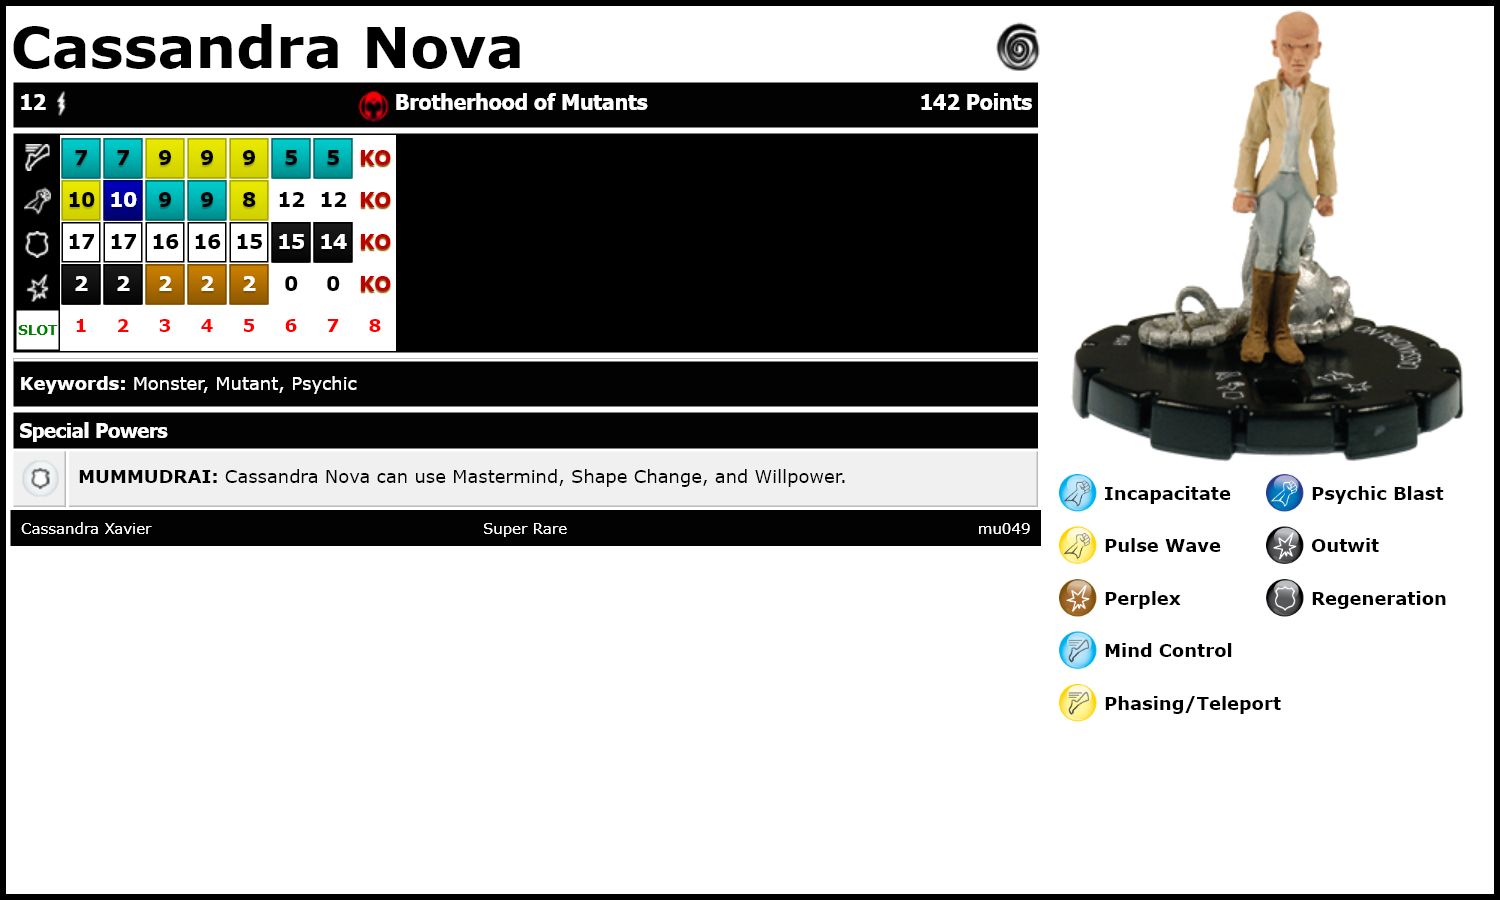 Cassandra Nova
12 Brotherhood of Mutants 142 Points
7 7 9 9 9 5 5 KO
10 10 9 9 8 12 12 KO
17 17 16 16 15 15 14 KO
2 2 2 2 2 0 0 KO
SLOT 1 2 3 4 5 6 7 8
Keywords: Monster, Mutant, Psychic
Special Powers
MUMMUDRAI: Cassandra Nova can use Mastermind, Shape Change, and Willpower.
Cassandra Xavier Super Rare mu049
Incapacitate Psychic Blast
Pulse Wave Outwit
Perplex Regeneration
Mind Control
Phasing/Teleport